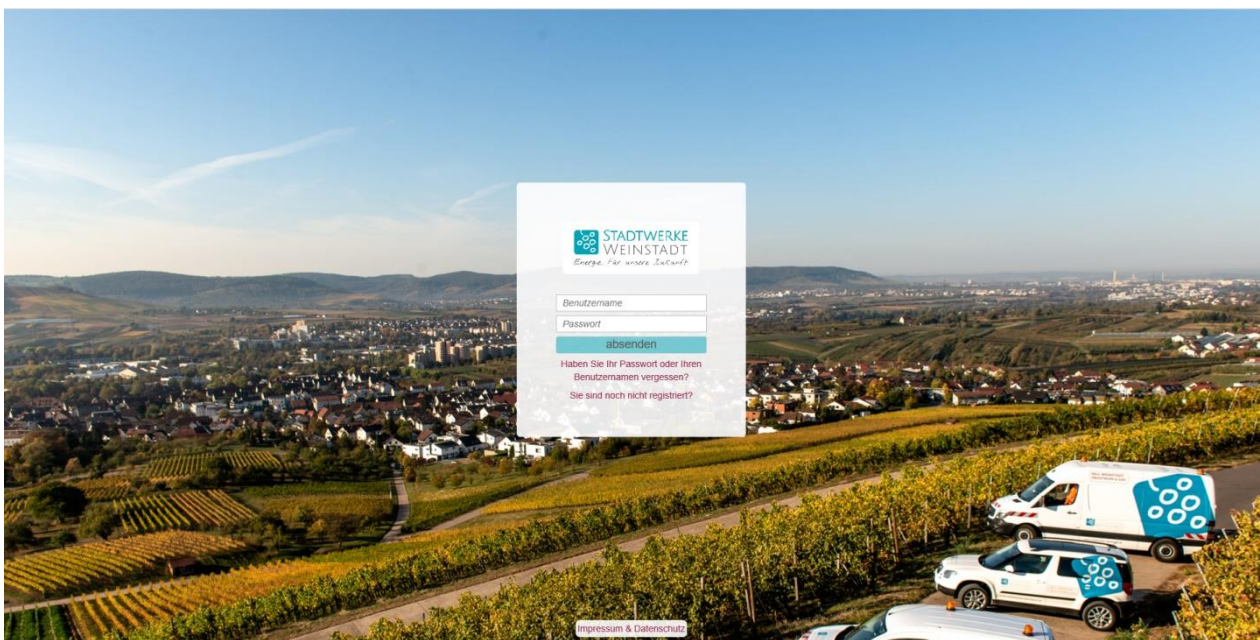 STADTWERKE
WEINSTADT
Energie. Für unsere Zukunft
Benutzername
Passwort
absenden
Haben Sie Ihr Passwort oder Ihren
Benutzernamen vergessen?
Sie sind noch nicht registriert?
Impressum & Datenschutz